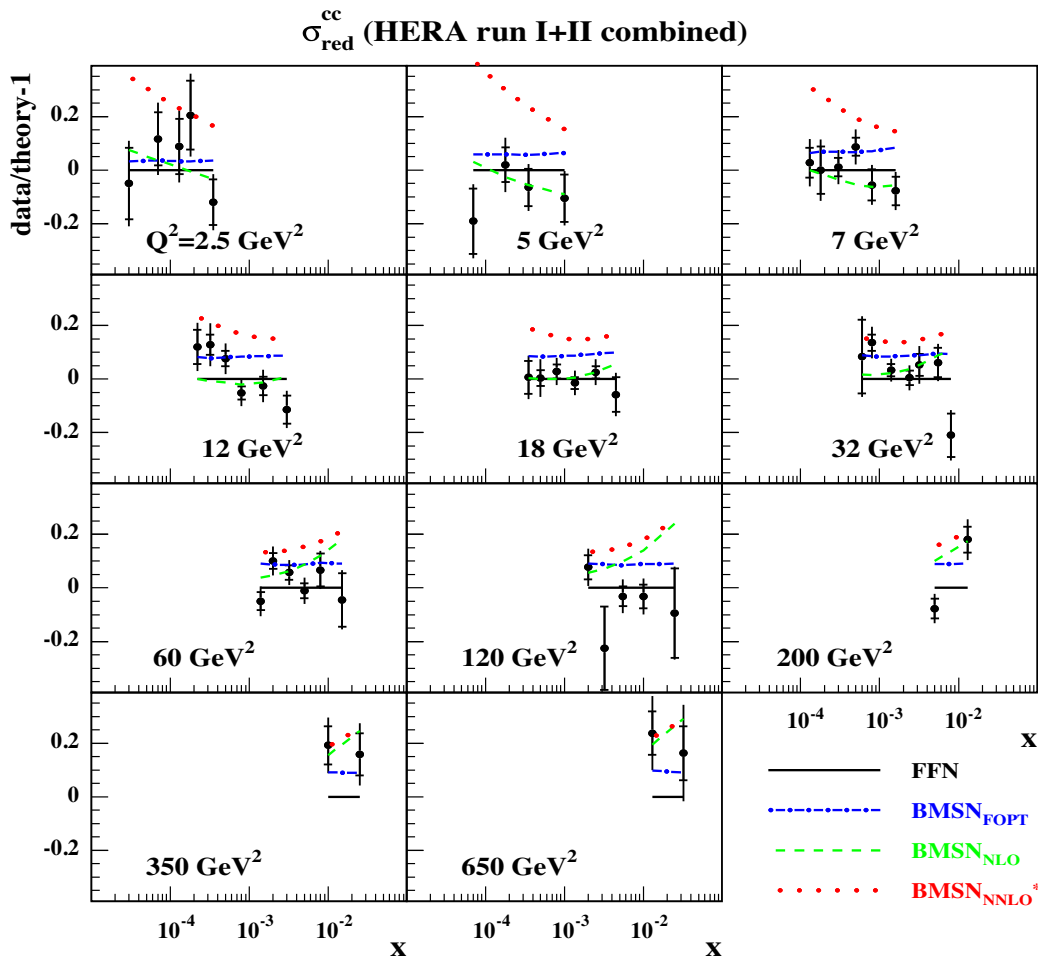 σ_red^cc (HERA run I+II combined)
data/theory-1
0.2
0
-0.2
Q²=2.5 GeV²
5 GeV²
7 GeV²
0.2
0
-0.2
12 GeV²
18 GeV²
32 GeV²
0.2
0
-0.2
60 GeV²
120 GeV²
200 GeV²
10⁻⁴ 10⁻³ 10⁻²
x
0.2
0
-0.2
350 GeV²
650 GeV²
FFN
BMSN_FOPT
BMSN_NLO
BMSN_NNLO*
10⁻⁴ 10⁻³ 10⁻²
x
10⁻⁴ 10⁻³ 10⁻²
x